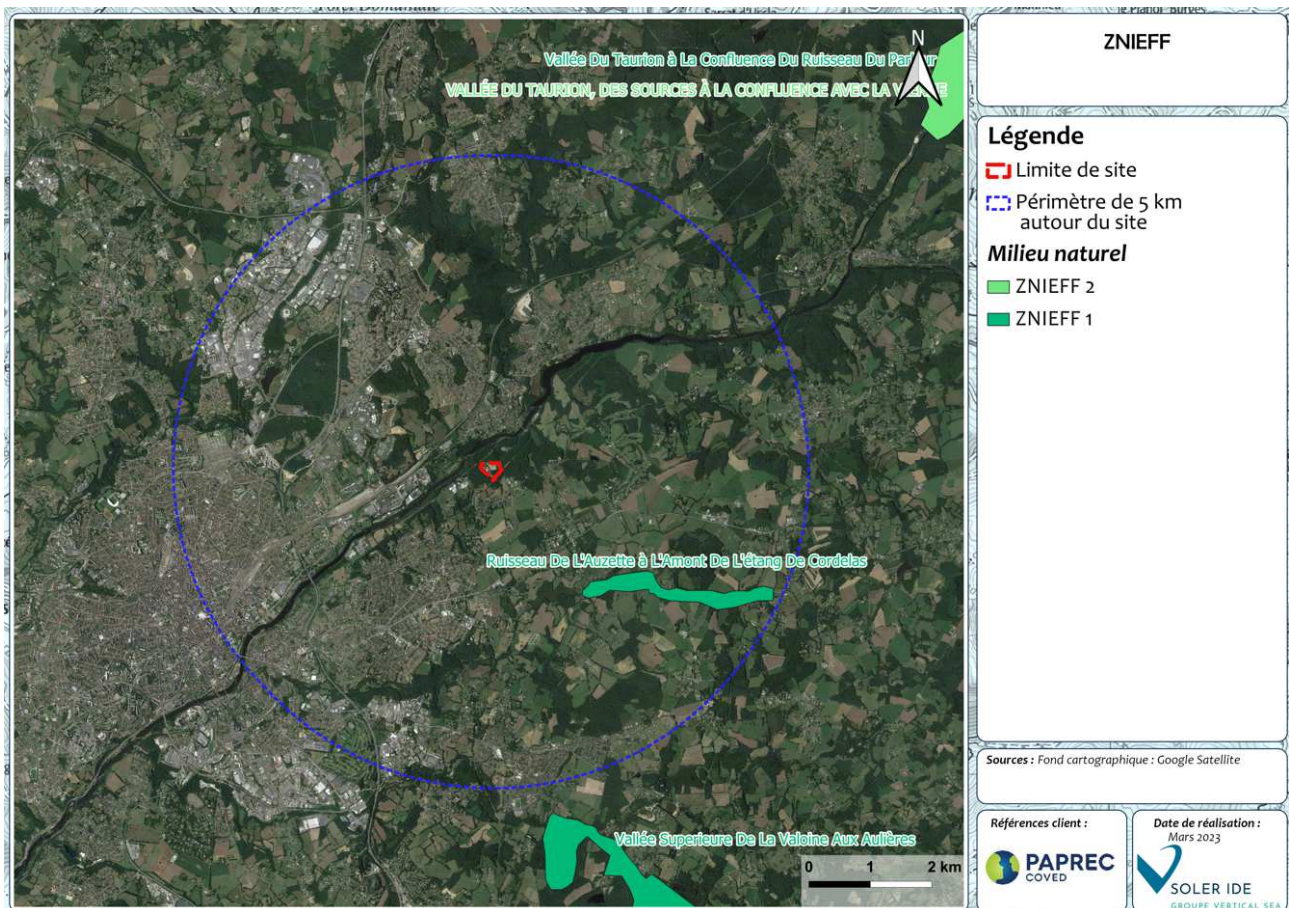 Vallée Du Taurion à La Confluence Du Ruisseau Du
N
VALLÉE DU TAURION, DES SOURCES À LA CONFLUENCE AVEC LA
Ruisseau De L'Auzette à L'Amont De L'étang De Cordelas
Vallée Superieure De La Valoine Aux Aulières
0 1 2 km
ZNIEFF
Légende
Limite de site
Périmètre de 5 km
autour du site
Milieu naturel
ZNIEFF 2
ZNIEFF 1
Sources : Fond cartographique : Google Satellite
Références client :
PAPREC
COVED
Date de réalisation :
Mars 2023
SOLER IDE
GROUPE VERTICAL SEA